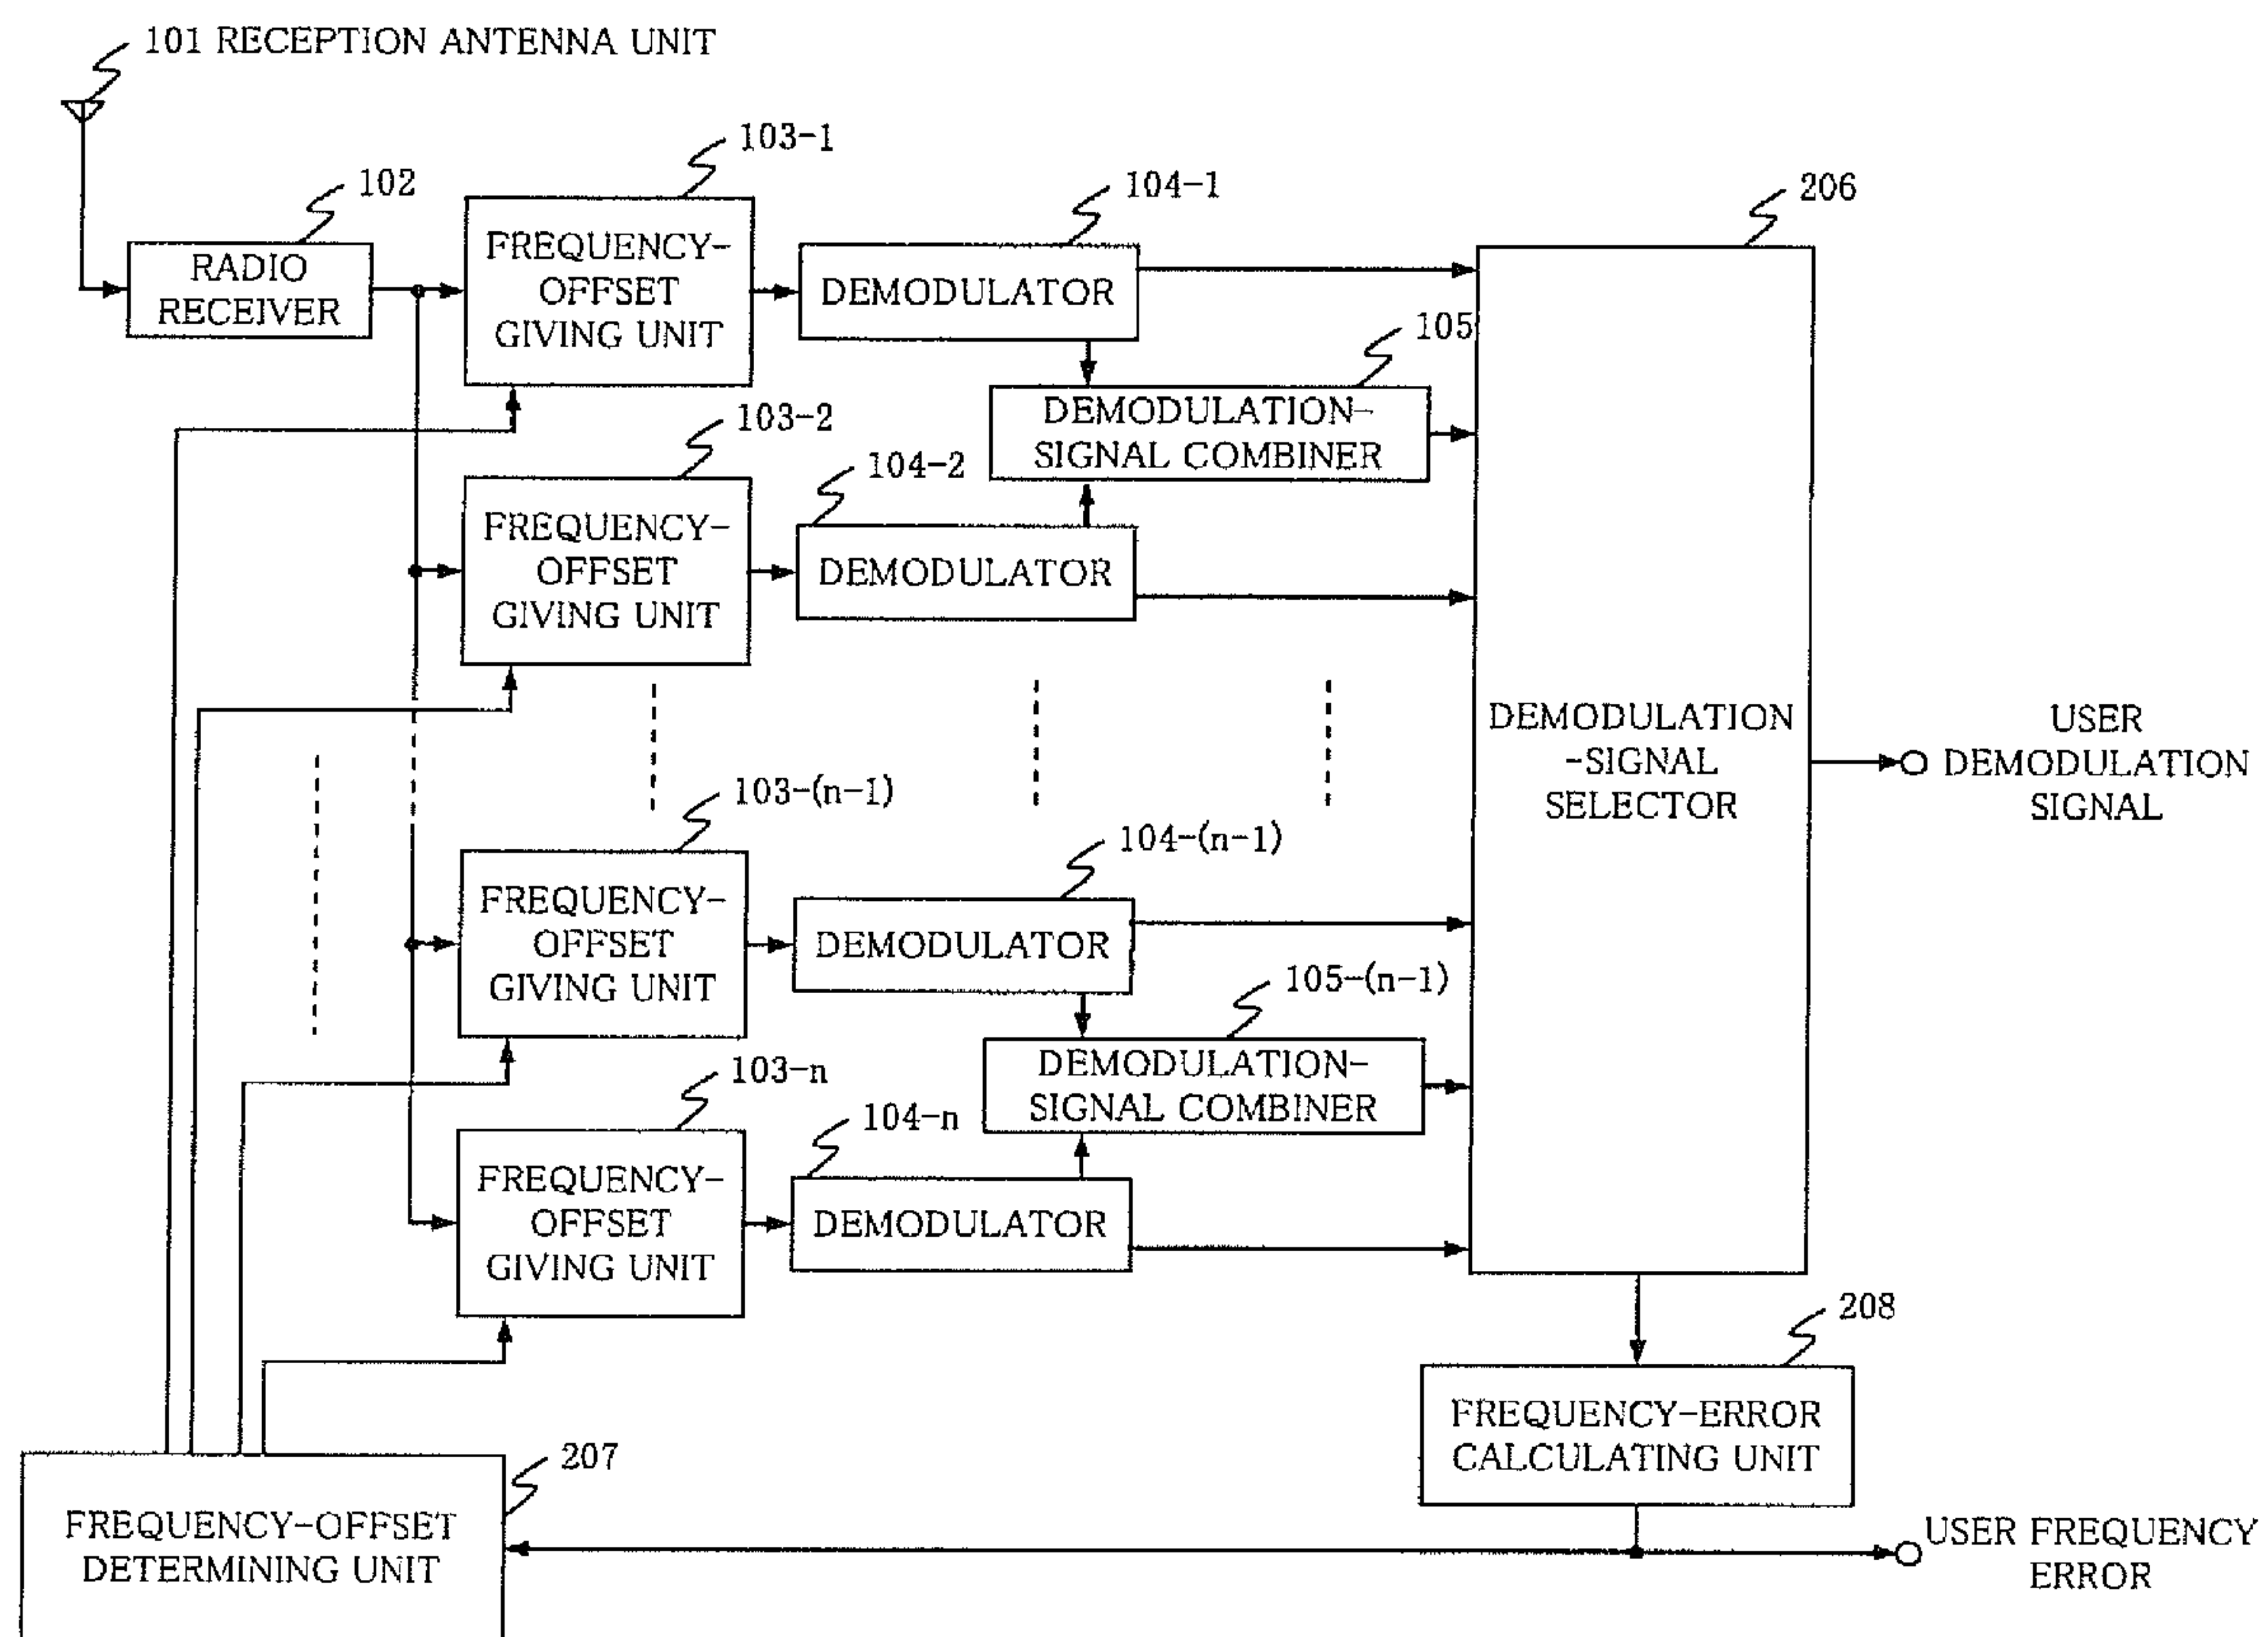 101 RECEPTION ANTENNA UNIT
103-1
102
104-1
206
RADIO
RECEIVER
FREQUENCY-
OFFSET
GIVING UNIT
DEMODULATOR
105
103-2
DEMODULATION-
SIGNAL COMBINER
104-2
FREQUENCY-
OFFSET
GIVING UNIT
DEMODULATOR
DEMODULATION
-SIGNAL
SELECTOR
USER
DEMODULATION
SIGNAL
103-(n-1)
104-(n-1)
FREQUENCY-
OFFSET
GIVING UNIT
DEMODULATOR
105-(n-1)
103-n
DEMODULATION-
SIGNAL COMBINER
104-n
FREQUENCY-
OFFSET
GIVING UNIT
DEMODULATOR
208
FREQUENCY-ERROR
CALCULATING UNIT
207
FREQUENCY-OFFSET
DETERMINING UNIT
USER FREQUENCY
ERROR